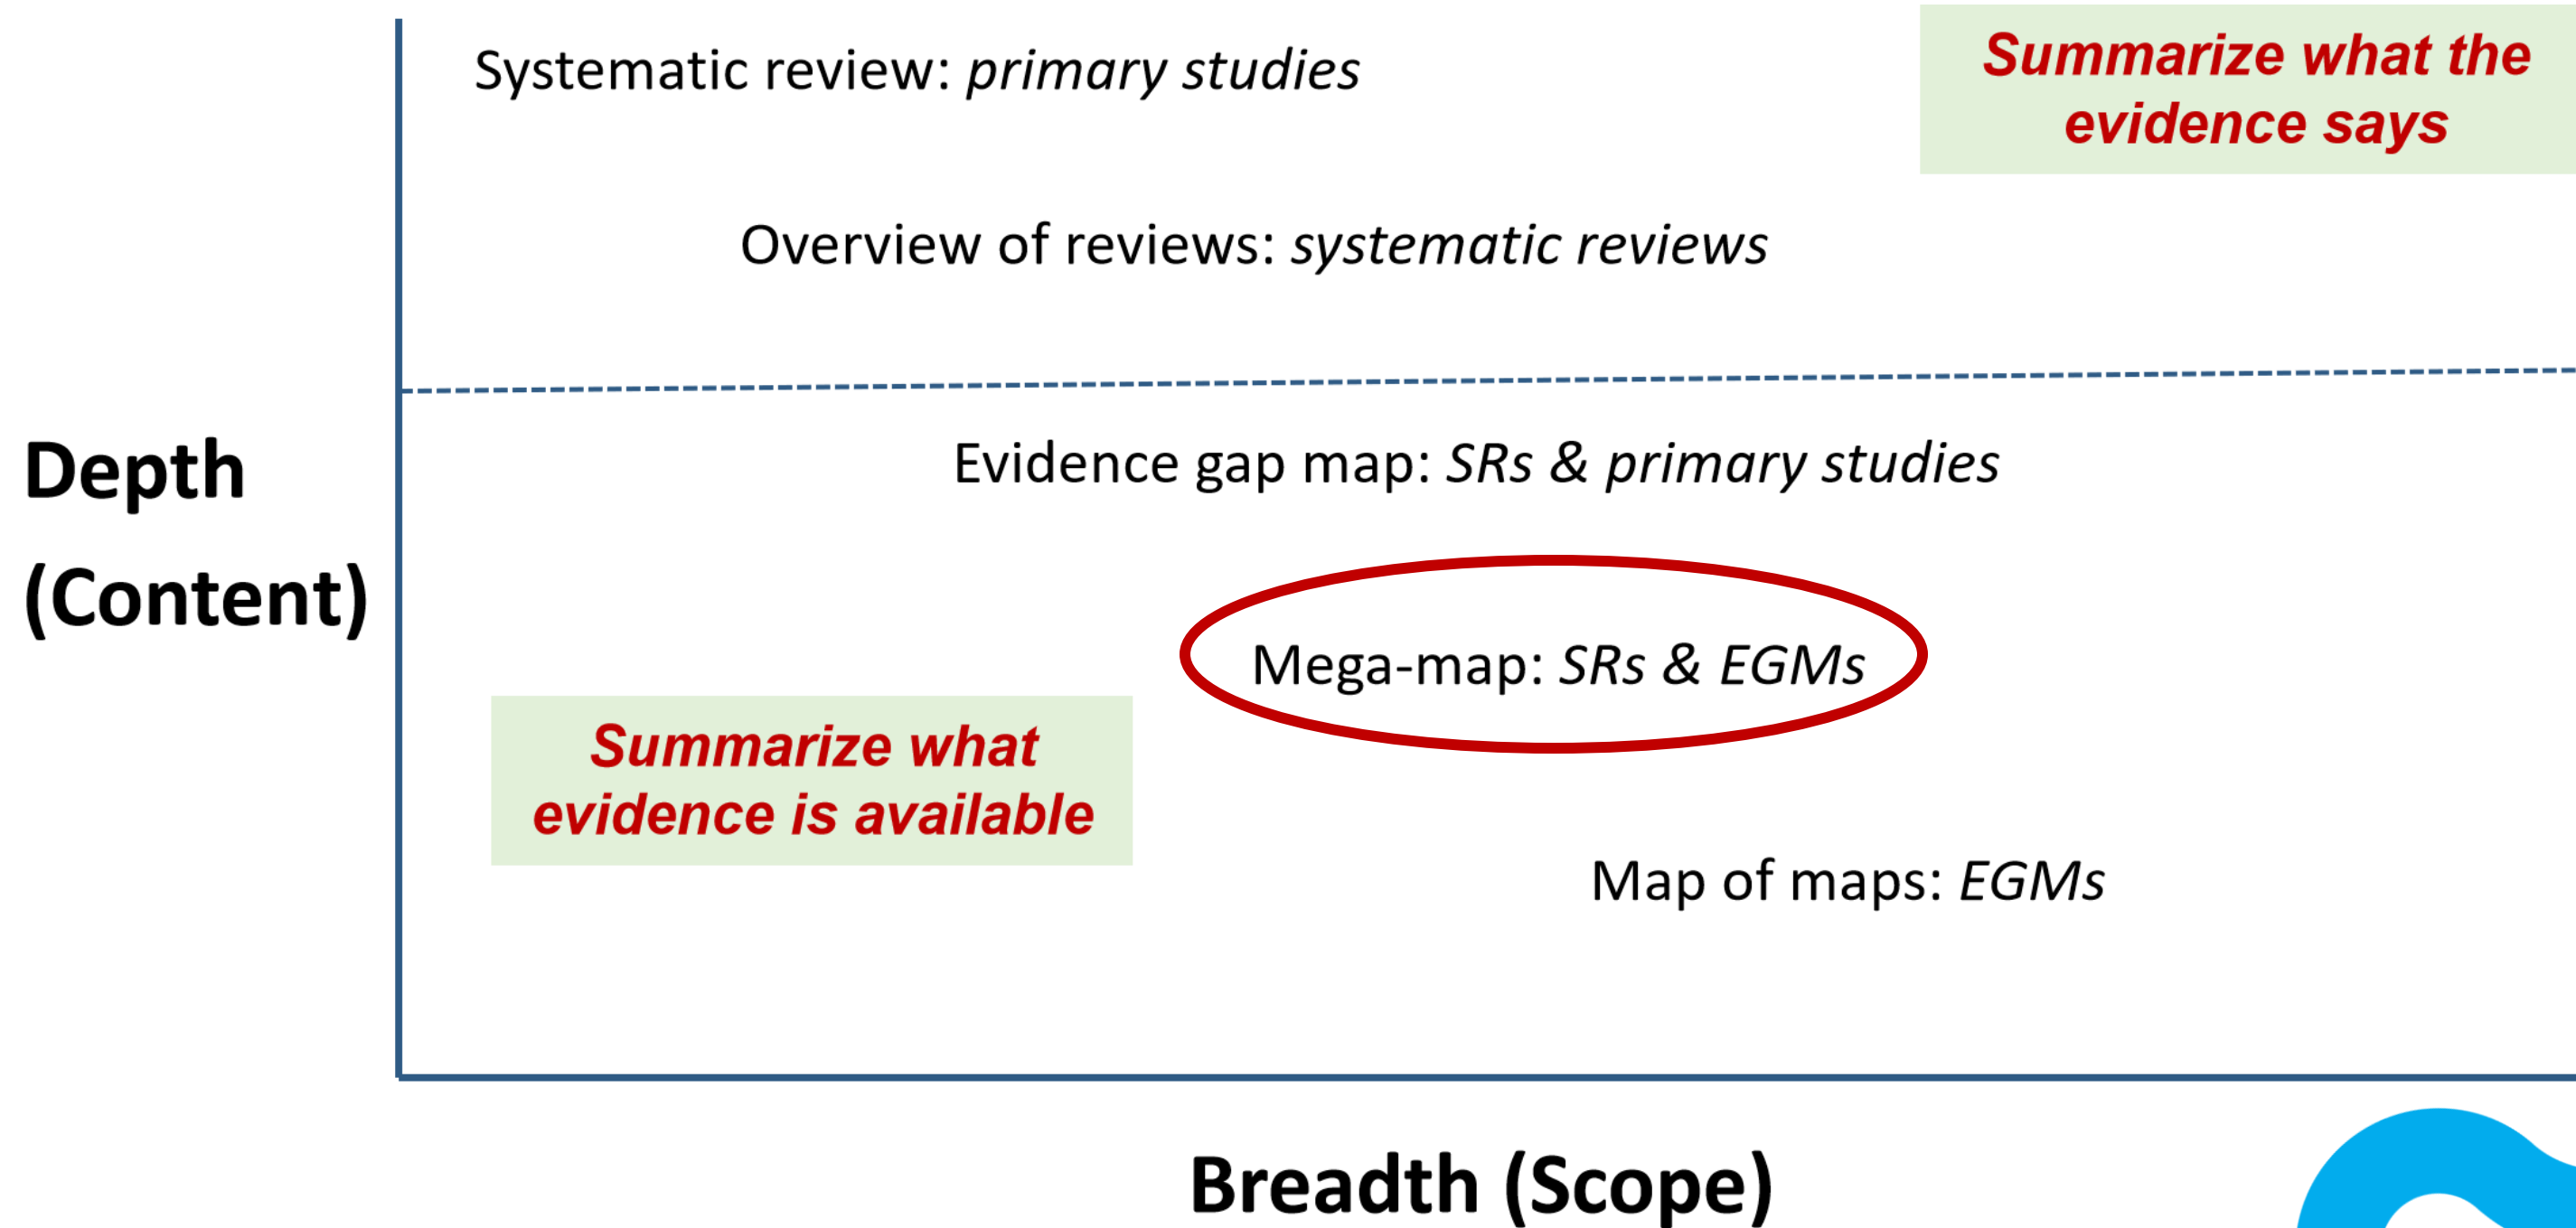 Systematic review: primary studies
Summarize what the
evidence says
Overview of reviews: systematic reviews
Depth
(Content)
Evidence gap map: SRs & primary studies
Mega-map: SRs & EGMs
Summarize what
evidence is available
Map of maps: EGMs
Breadth (Scope)